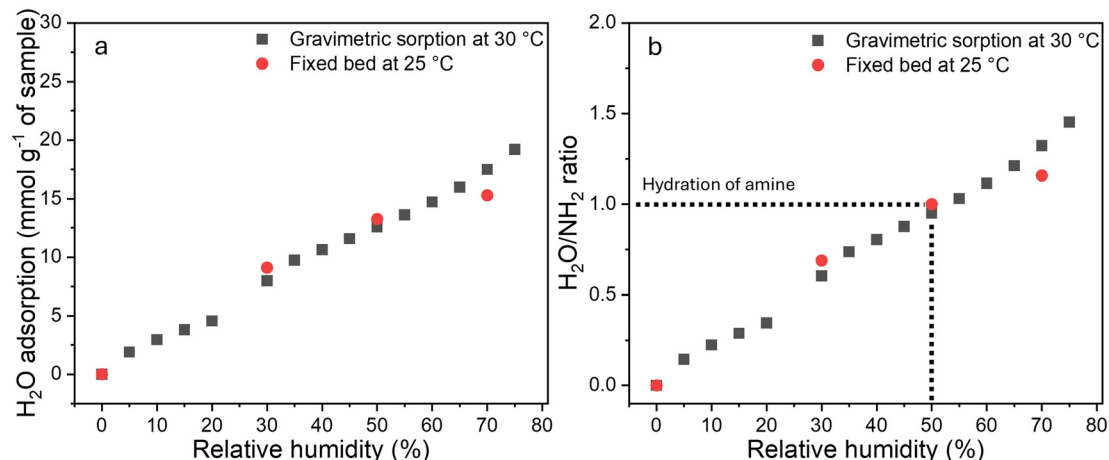 a
Gravimetric sorption at 30 °C
Fixed bed at 25 °C
H₂O adsorption (mmol g⁻¹ of sample)
30
25
20
15
10
5
0
0 10 20 30 40 50 60 70 80
Relative humidity (%)
b
Gravimetric sorption at 30 °C
Fixed bed at 25 °C
Hydration of amine
H₂O/NH₂ ratio
2.0
1.5
1.0
0.5
0.0
0 10 20 30 40 50 60 70 80
Relative humidity (%)